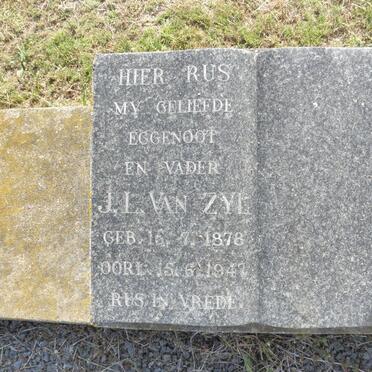 HIER RUS
MY GELIEFDE
EGGENOOT
EN VADER
J.L. VAN ZYL
GEB. 15.7.1878
OORL. 15.6.1947
RUS IN VREDE.